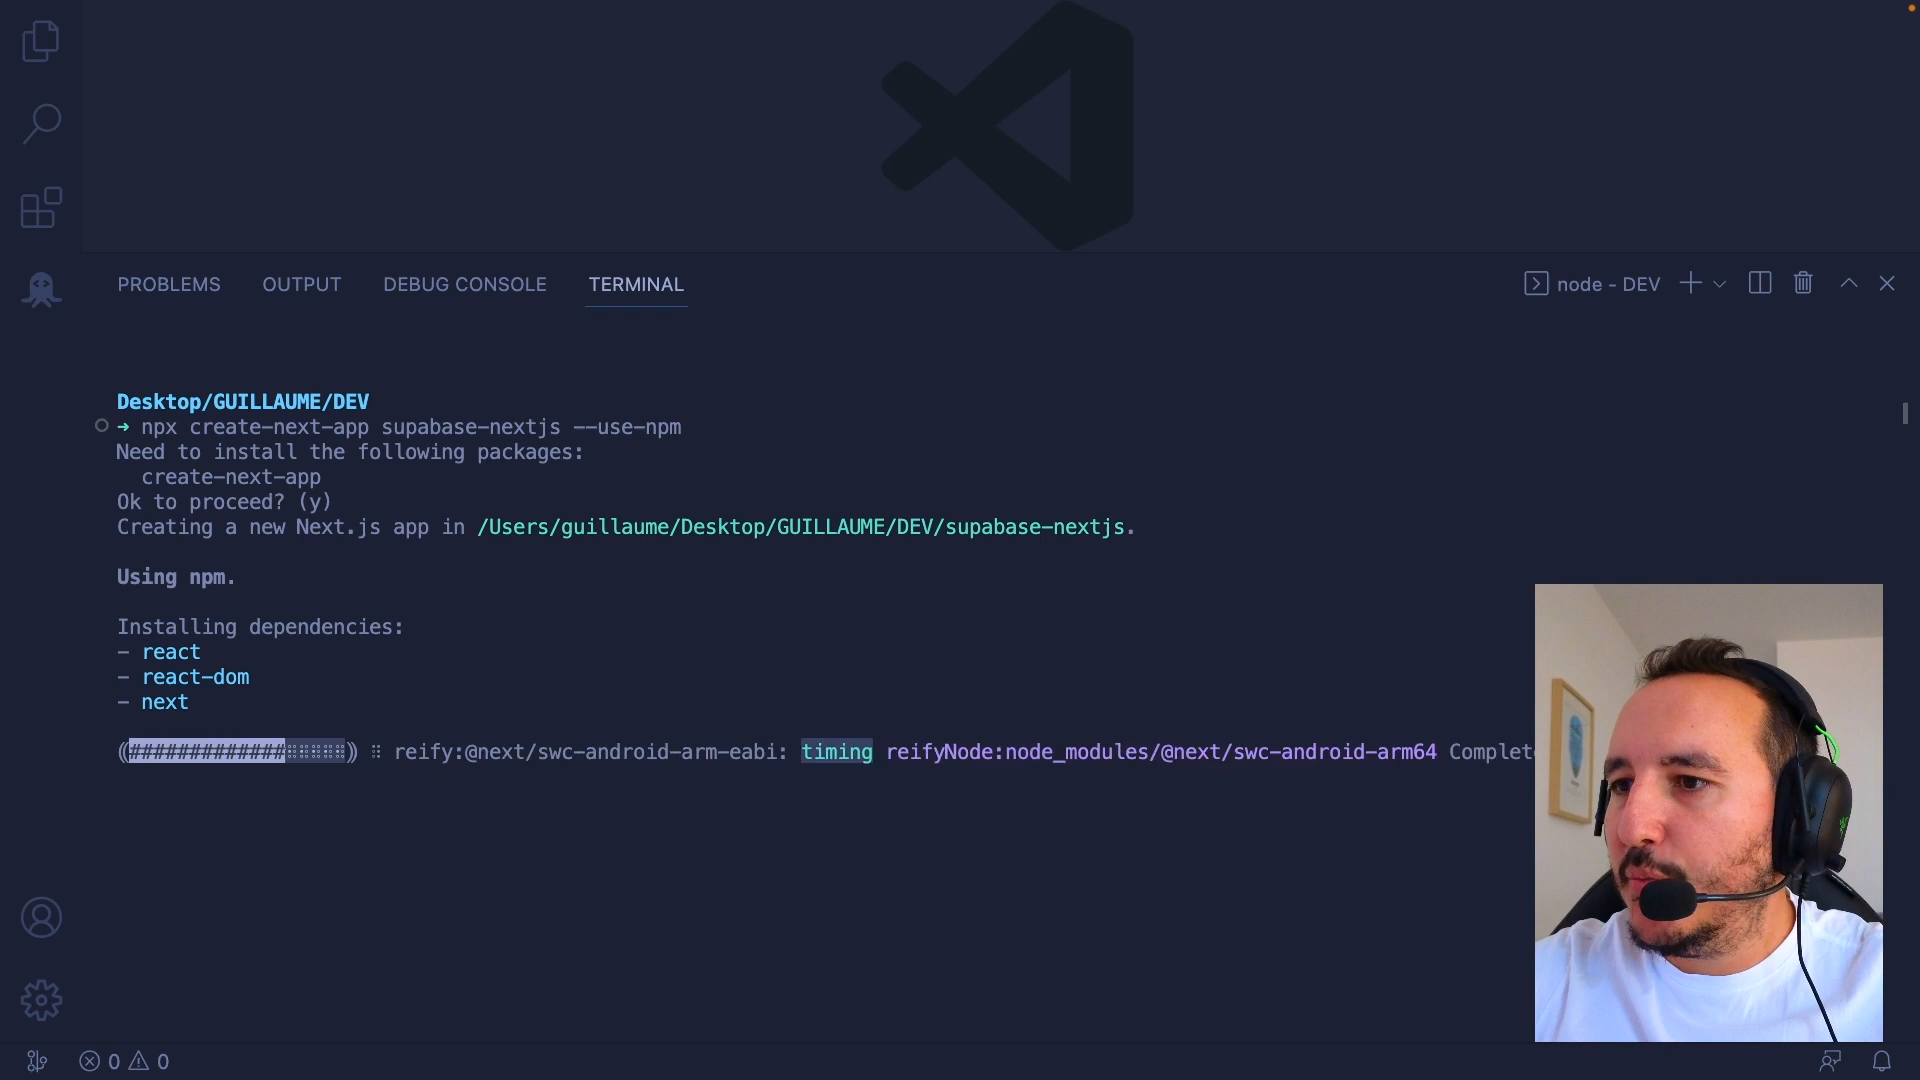 PROBLEMS OUTPUT DEBUG CONSOLE TERMINAL node - DEV
Desktop/GUILLAUME/DEV
➜ npx create-next-app supabase-nextjs --use-npm
Need to install the following packages:
create-next-app
Ok to proceed? (y)
Creating a new Next.js app in /Users/guillaume/Desktop/GUILLAUME/DEV/supabase-nextjs.
Using npm.
Installing dependencies:
- react
- react-dom
- next
(#############⠂⠂⠂⠂⠂) ⠸ reify:@next/swc-android-arm-eabi: timing reifyNode:node_modules/@next/swc-android-arm64 Complet
0 0